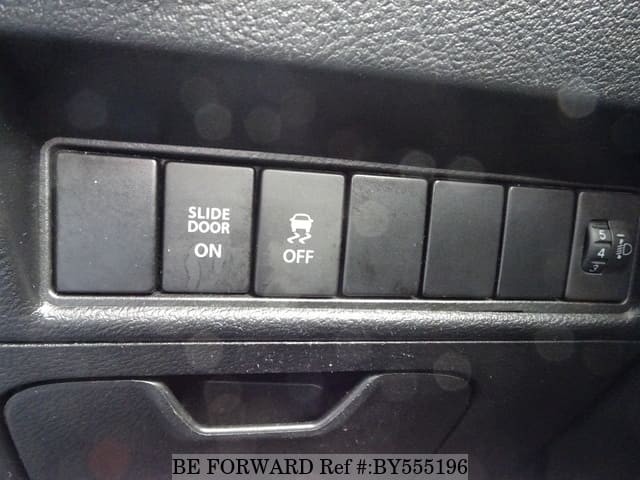 SLIDE
DOOR
ON
OFF
5
4
3
BE FORWARD Ref #:BY555196